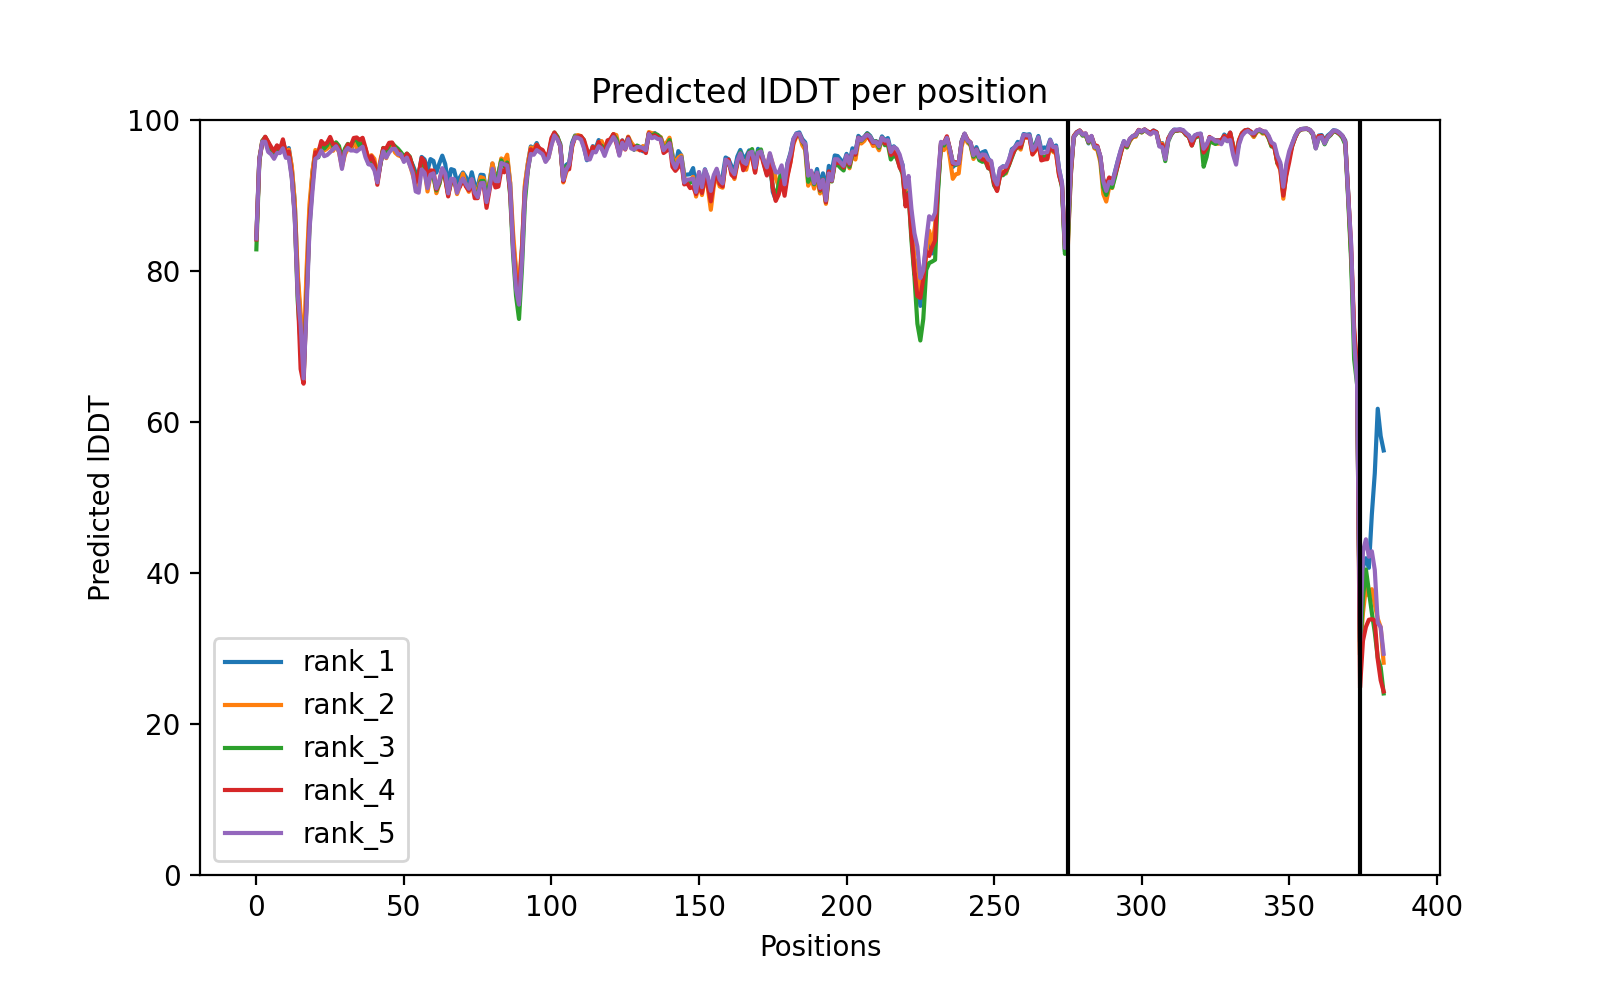 Predicted lDDT per position
100
80
60
40
20
0
Predicted lDDT
rank_1
rank_2
rank_3
rank_4
rank_5
0 50 100 150 200 250 300 350 400
Positions